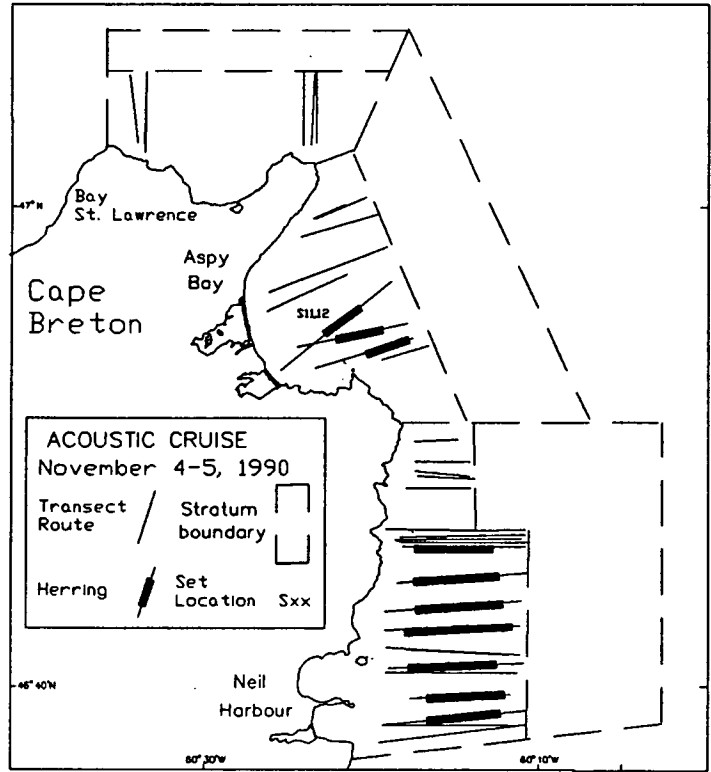 47° N
Bay
St. Lawrence
Aspy
Bay
Cape
Breton
S11,12
ACOUSTIC CRUISE
November 4-5, 1990
Transect
Route
Stratum
boundary
Herring
Set
Location
Sxx
46° 40'N
Neil
Harbour
60° 30'W
60° 10'W